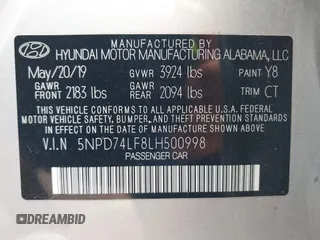 MANUFACTURED BY
HYUNDAI MOTOR MANUFACTURING ALABAMA, LLC
May/20/19 GVWR 3924 lbs PAINT Y8
GAWR FRONT 2183 lbs GAWR REAR 2094 lbs TRIM CT
THIS VEHICLE CONFORMS TO ALL APPLICABLE U.S.A. FEDERAL
MOTOR VEHICLE SAFETY, BUMPER, AND THEFT PREVENTION
STANDARDS IN EFFECT ON THE DATE OF MANUFACTURE SHOWN ABOVE.
V.I.N 5NPD74LF8LH500998
PASSENGER CAR
DREAMBID